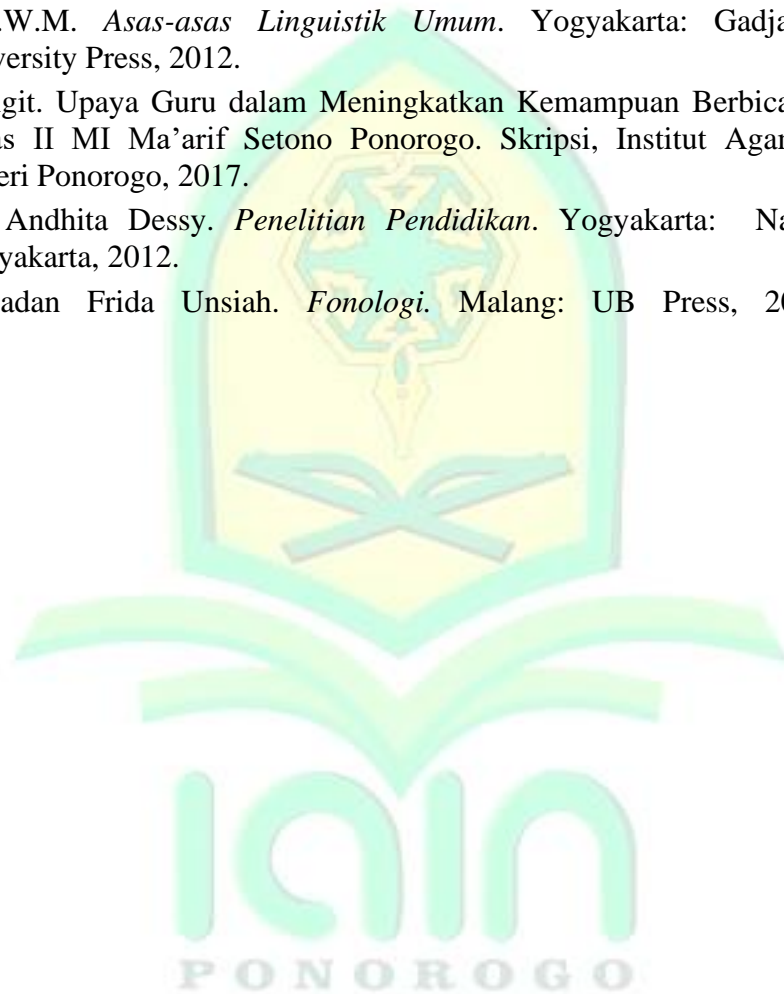 .W.M. Asas-asas Linguistik Umum. Yogyakarta: Gadja
versity Press, 2012.
git. Upaya Guru dalam Meningkatkan Kemampuan Berbica
as II MI Ma’arif Setono Ponorogo. Skripsi, Institut Agar
eri Ponorogo, 2017.
Andhita Dessy. Penelitian Pendidikan. Yogyakarta: Na
yakarta, 2012.
adan Frida Unsiah. Fonologi. Malang: UB Press, 20
iain
PONOROGO